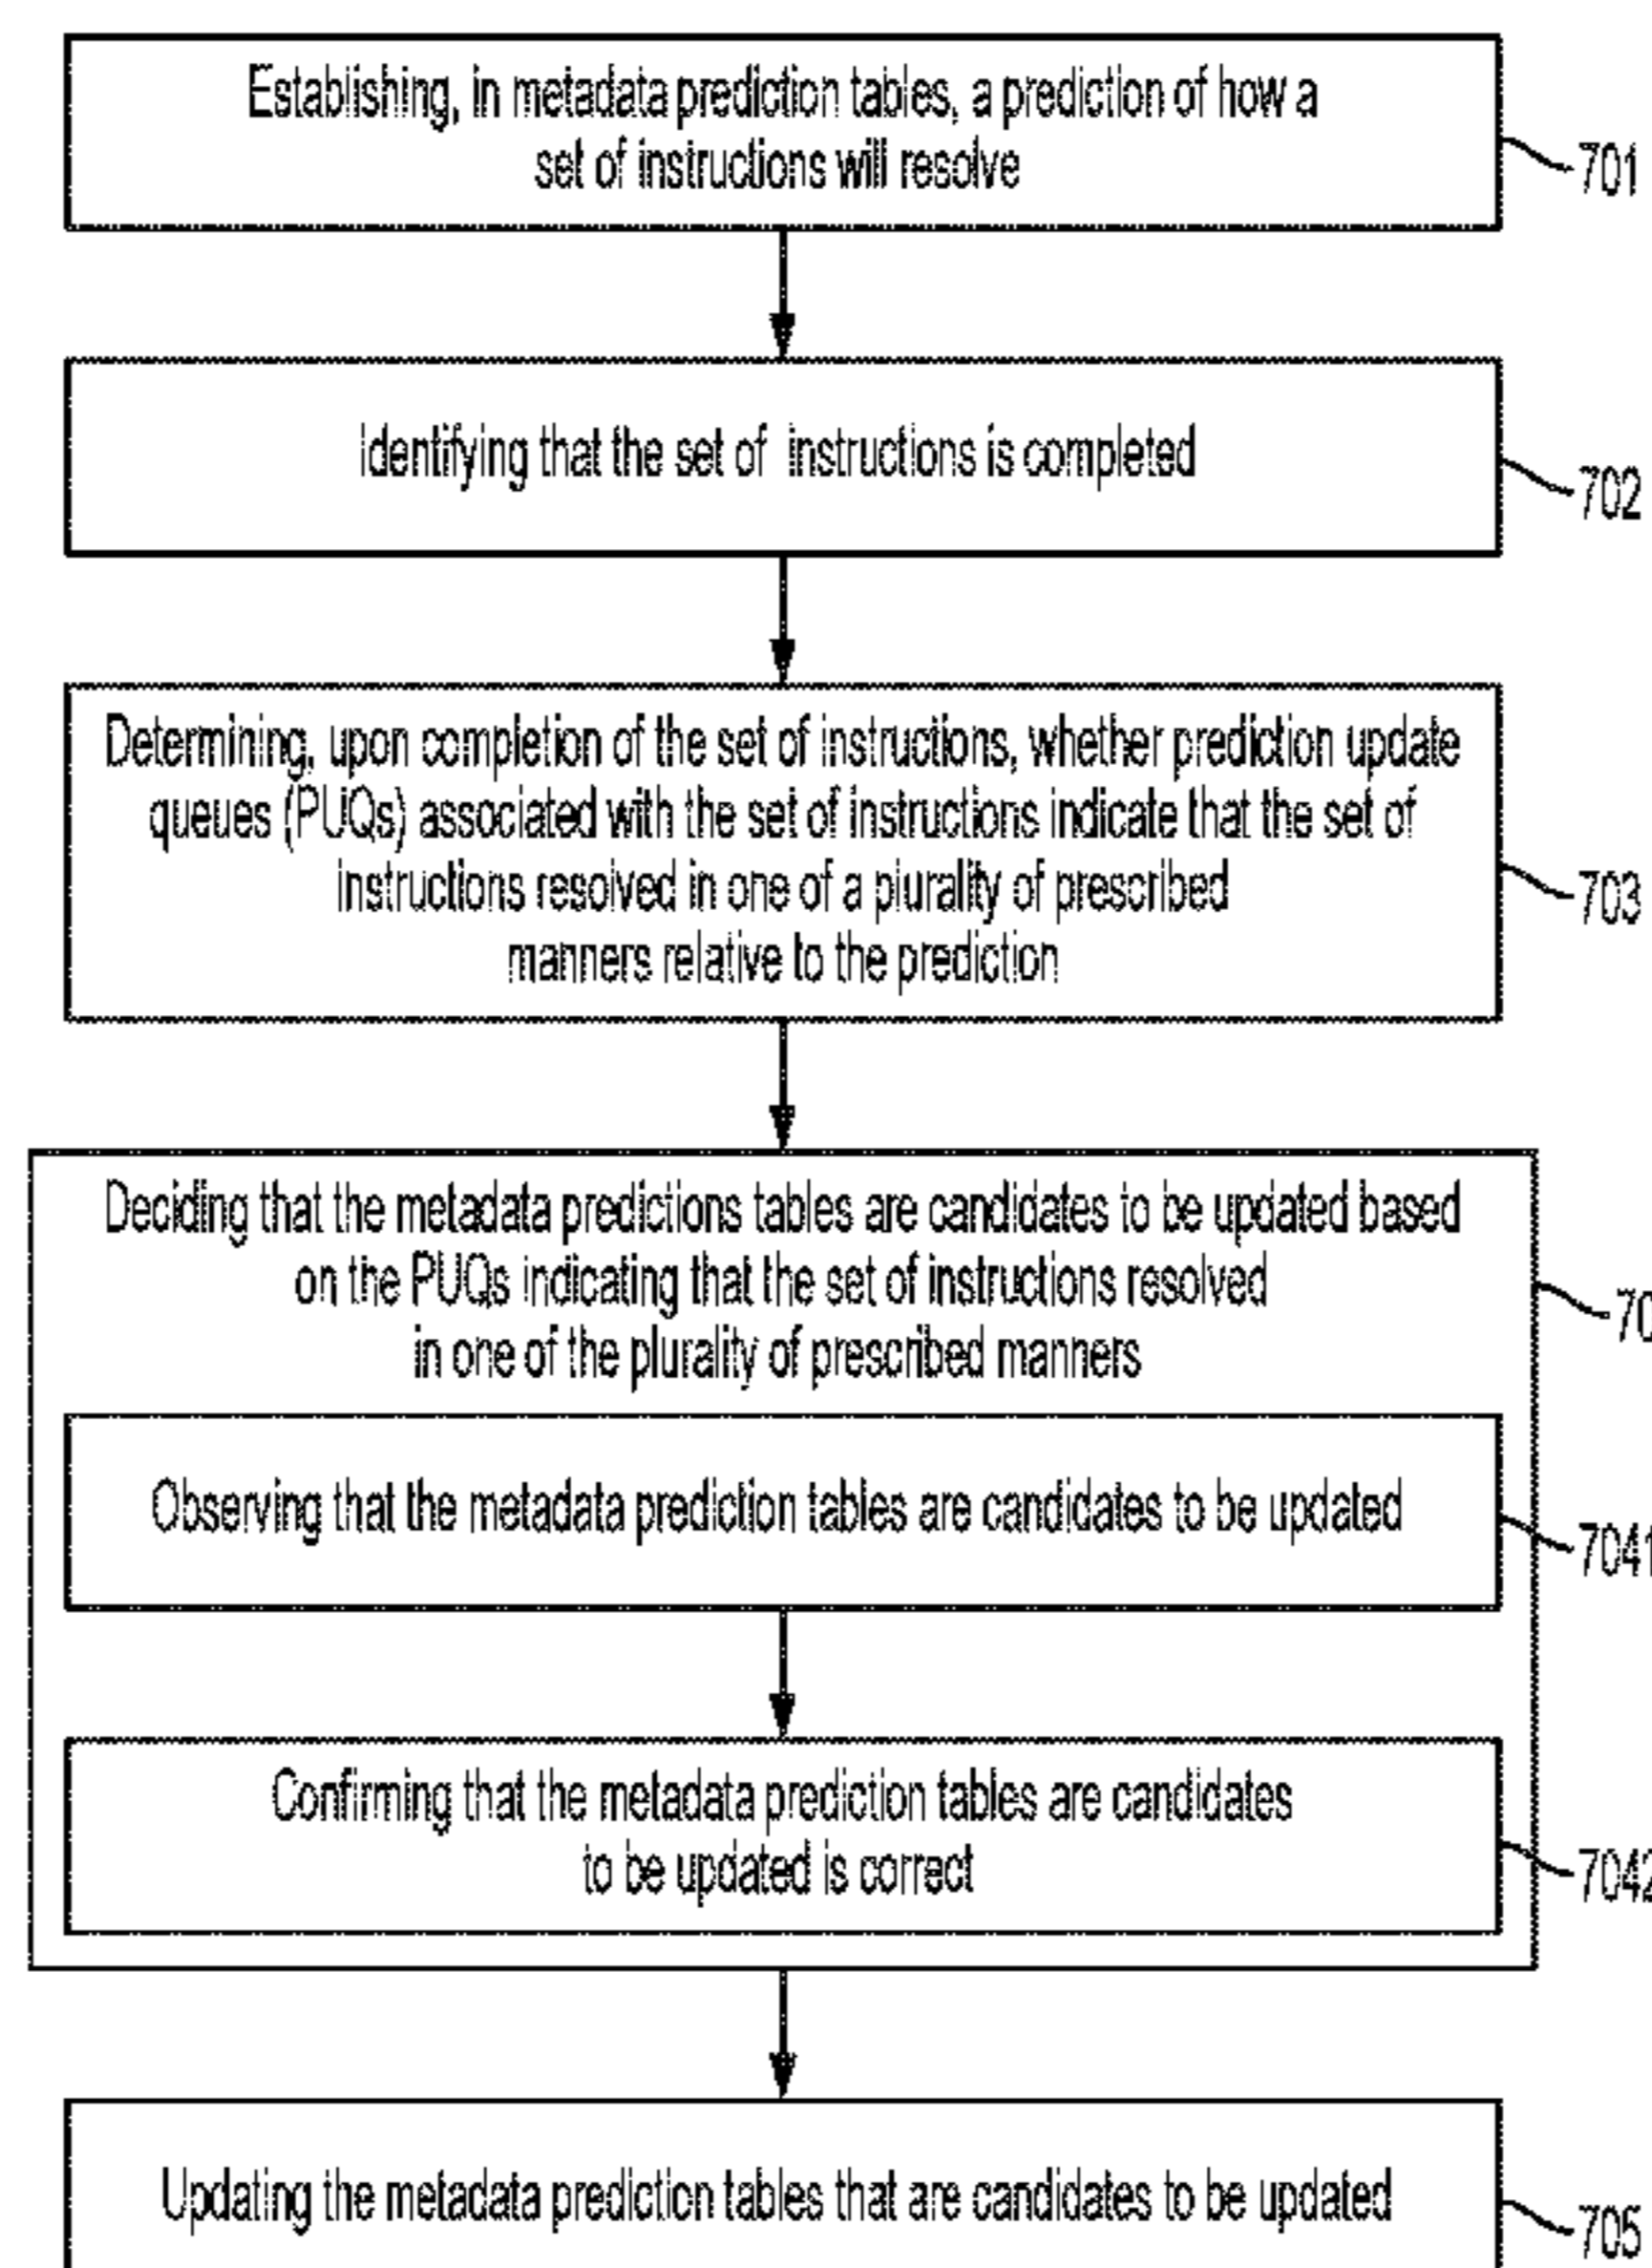 Establishing, in metadata prediction tables, a prediction of how a
set of instructions will resolve
701
identifying that the set of instructions is completed
702
Determining, upon completion of the set of instructions, whether prediction update
queues (PUQs) associated with the set of instructions indicate that the set of
instructions resolved in one of a plurality of prescribed
manners relative to the prediction
703
Deciding that the metadata predictions tables are candidates to be updated based
on the PUQs indicating that the set of instructions resolved
in one of the plurality of prescribed manners
70
Observing that the metadata prediction tables are candidates to be updated
7041
Confirming that the metadata prediction tables are candidates
to be updated is correct
7042
Updating the metadata prediction tables that are candidates to be updated
705